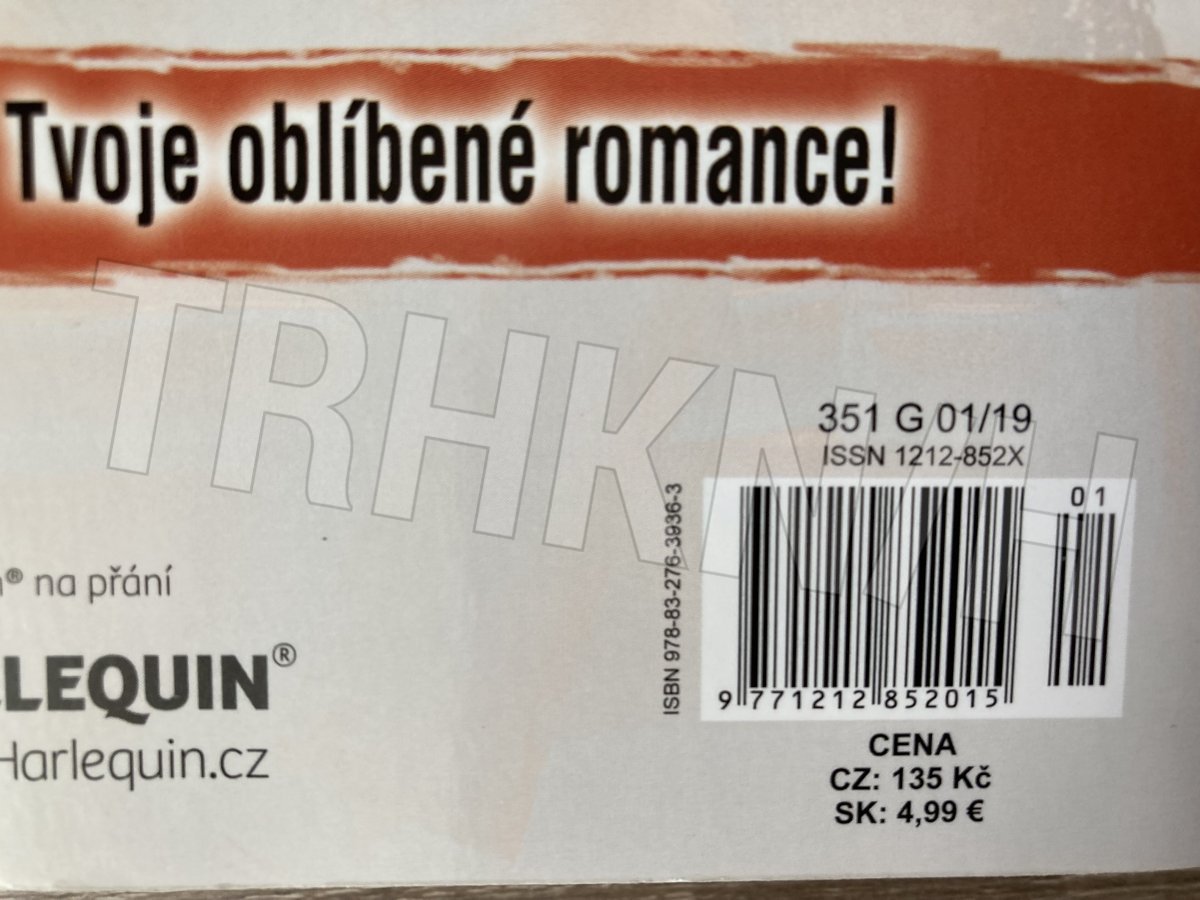 Tvoje oblíbené romance!
TRHKNIH
351 G 01/19
ISSN 1212-852X
ISBN 978-83-276-3936-3
01
9 771212 852015
® na přání
LEQUIN®
Harlequin.cz
CENA
CZ: 135 Kč
SK: 4,99 €